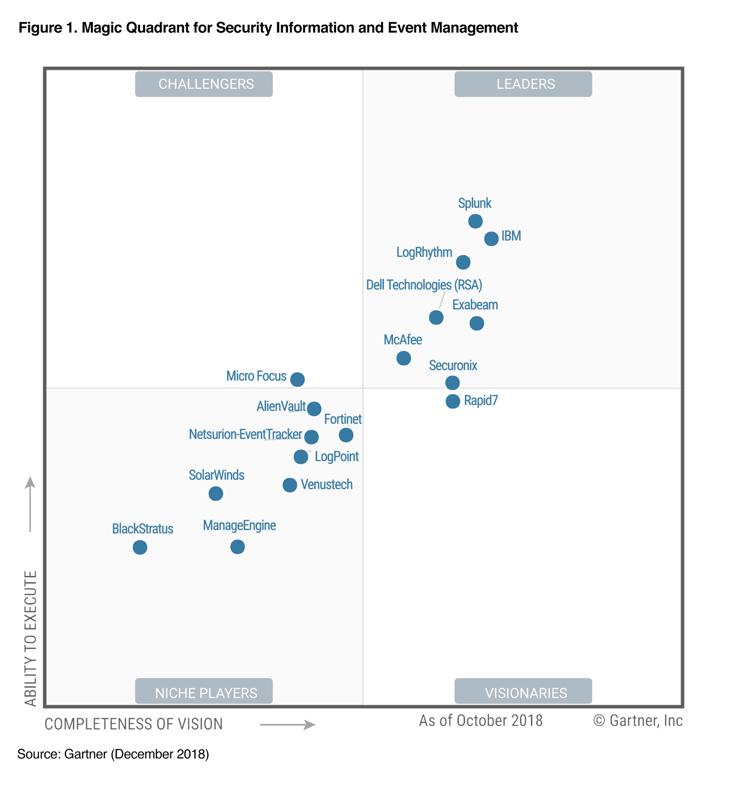 Figure 1. Magic Quadrant for Security Information and Event Management
CHALLENGERS
LEADERS
Splunk
IBM
LogRhythm
Dell Technologies (RSA)
Exabeam
McAfee
Securonix
Micro Focus
Rapid7
AlienVault
Fortinet
Netsurion-EventTracker
LogPoint
SolarWinds
Venustech
BlackStratus
ManageEngine
ABILITY TO EXECUTE
NICHE PLAYERS
VISIONARIES
COMPLETENESS OF VISION
As of October 2018
© Gartner, Inc
Source: Gartner (December 2018)